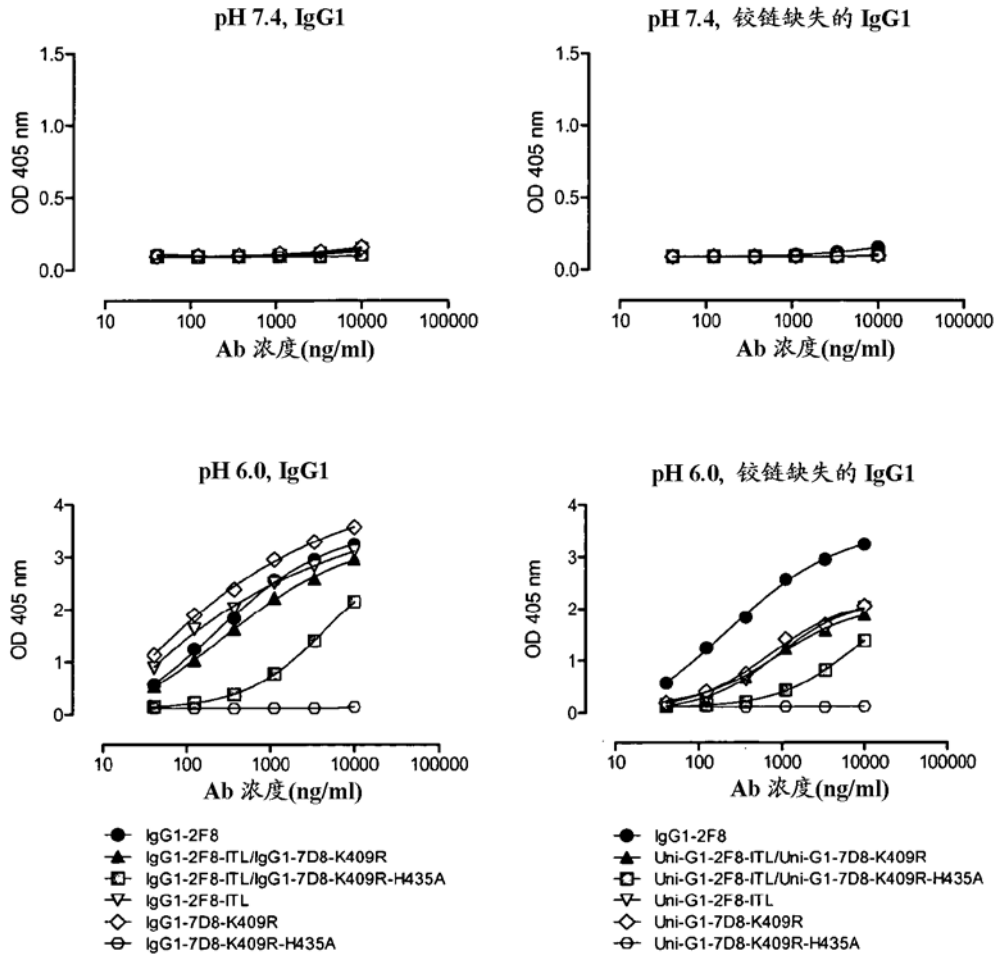 pH 7.4, IgG1
1.5
1.0
0.5
0.0
OD 405 nm
10 100 1000 10000 100000
Ab 浓度(ng/ml)
pH 7.4, 铰链缺失的 IgG1
1.5
1.0
0.5
0.0
OD 405 nm
10 100 1000 10000 100000
Ab 浓度(ng/ml)
pH 6.0, IgG1
4
3
2
1
0
OD 405 nm
10 100 1000 10000 100000
Ab 浓度(ng/ml)
pH 6.0, 铰链缺失的 IgG1
4
3
2
1
0
OD 405 nm
10 100 1000 10000 100000
Ab 浓度(ng/ml)
IgG1-2F8
IgG1-2F8-ITL/IgG1-7D8-K409R
IgG1-2F8-ITL/IgG1-7D8-K409R-H435A
IgG1-2F8-ITL
IgG1-7D8-K409R
IgG1-7D8-K409R-H435A
IgG1-2F8
Uni-G1-2F8-ITL/Uni-G1-7D8-K409R
Uni-G1-2F8-ITL/Uni-G1-7D8-K409R-H435A
Uni-G1-2F8-ITL
Uni-G1-7D8-K409R
Uni-G1-7D8-K409R-H435A